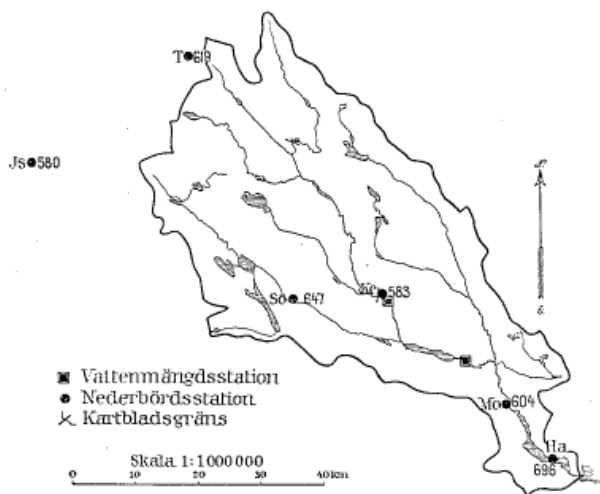 T 619
Js 580
583
Sö 647
Vattenmängdsstation
Nederbördsstation
Kartbladsgräns
Mo 604
Ha
696
Skala 1:1000000
0 10 20 30 40 km